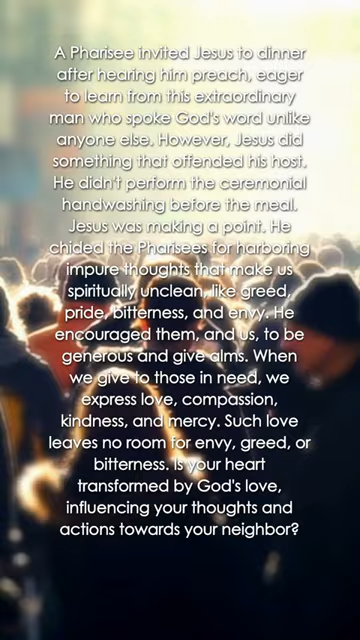 A Pharisee invited Jesus to dinner
after hearing him preach, eager
to learn from this extraordinary
man who spoke God's word unlike
anyone else. However, Jesus did
something that offended his host.
He didn't perform the ceremonial
handwashing before the meal.
Jesus was making a point. He
chided the Pharisees for harboring
impure thoughts that make us
spiritually unclean, like greed,
pride, bitterness, and envy. He
encouraged them, and us, to be
generous and give alms. When
we give to those in need, we
express love, compassion,
kindness, and mercy. Such love
leaves no room for envy, greed, or
bitterness. Is your heart
transformed by God's love,
influencing your thoughts and
actions towards your neighbor?